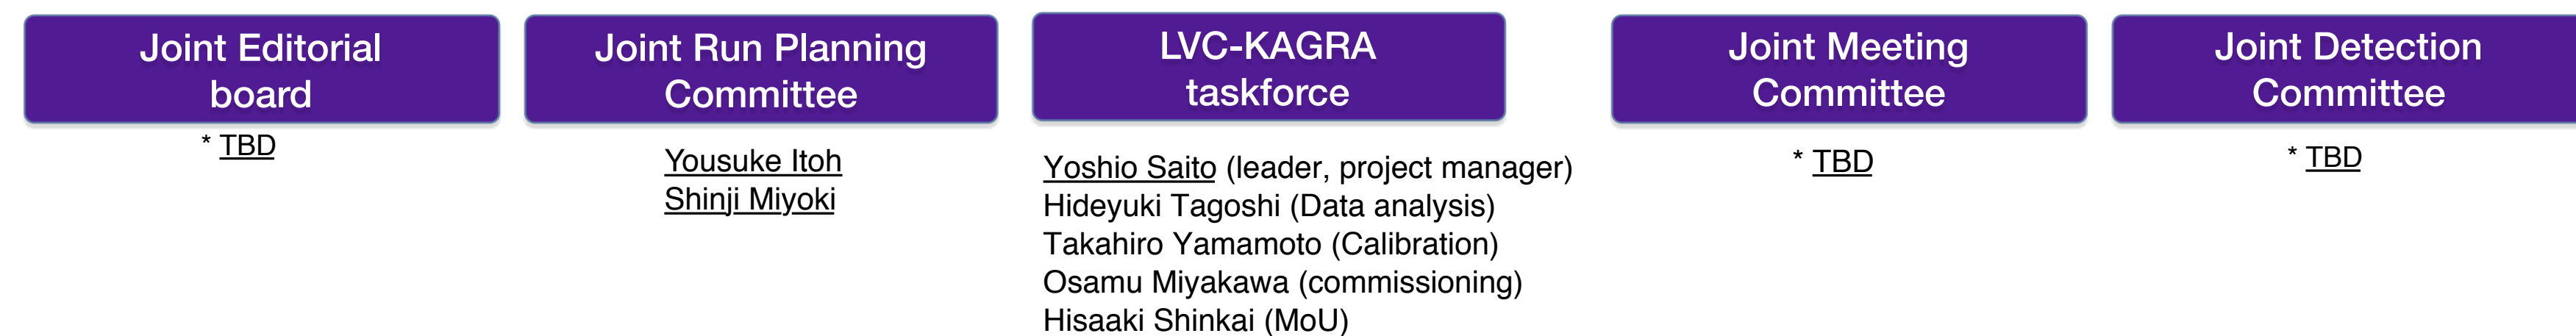 Joint Editorial
board
* TBD
Joint Run Planning
Committee
Yousuke Itoh
Shinji Miyoki
LVC-KAGRA
taskforce
Yoshio Saito (leader, project manager)
Hideyuki Tagoshi (Data analysis)
Takahiro Yamamoto (Calibration)
Osamu Miyakawa (commissioning)
Hisaaki Shinkai (MoU)
Joint Meeting
Committee
* TBD
Joint Detection
Committee
* TBD